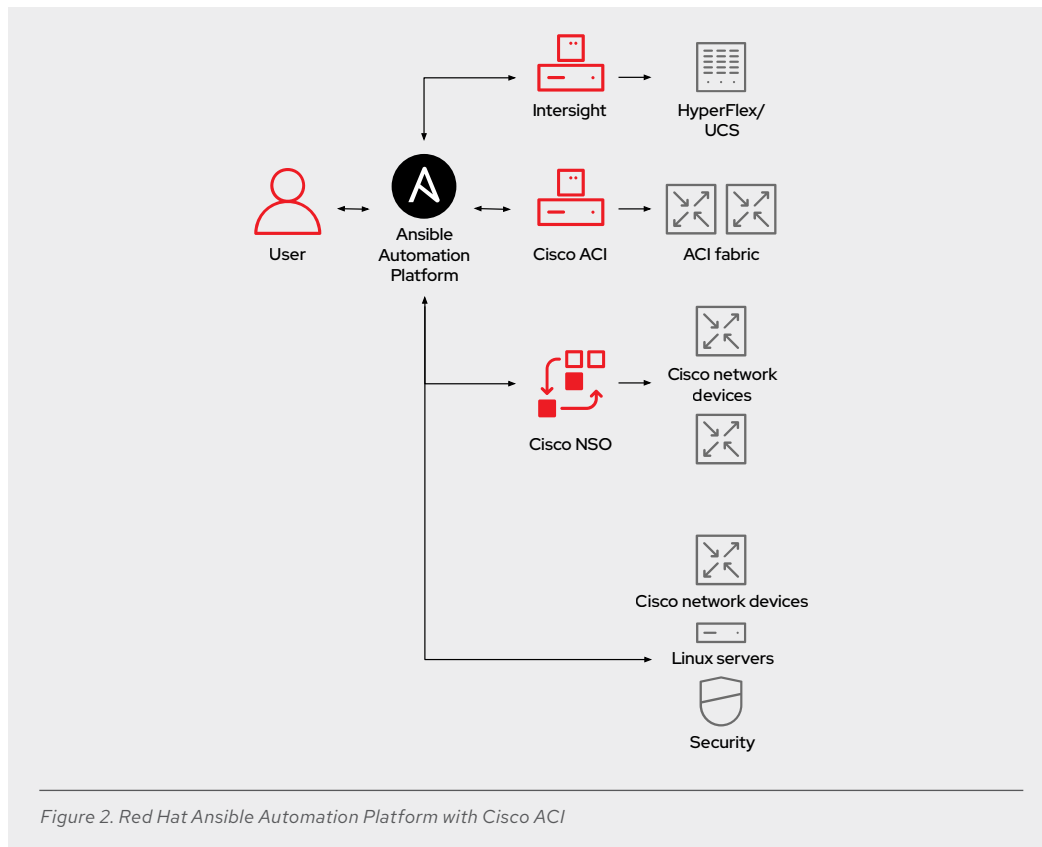 Intersight
HyperFlex/
UCS
User
Ansible
Automation
Platform
Cisco ACI
ACI fabric
Cisco network
devices
Cisco NSO
Cisco network devices
Linux servers
Security
Figure 2. Red Hat Ansible Automation Platform with Cisco ACI